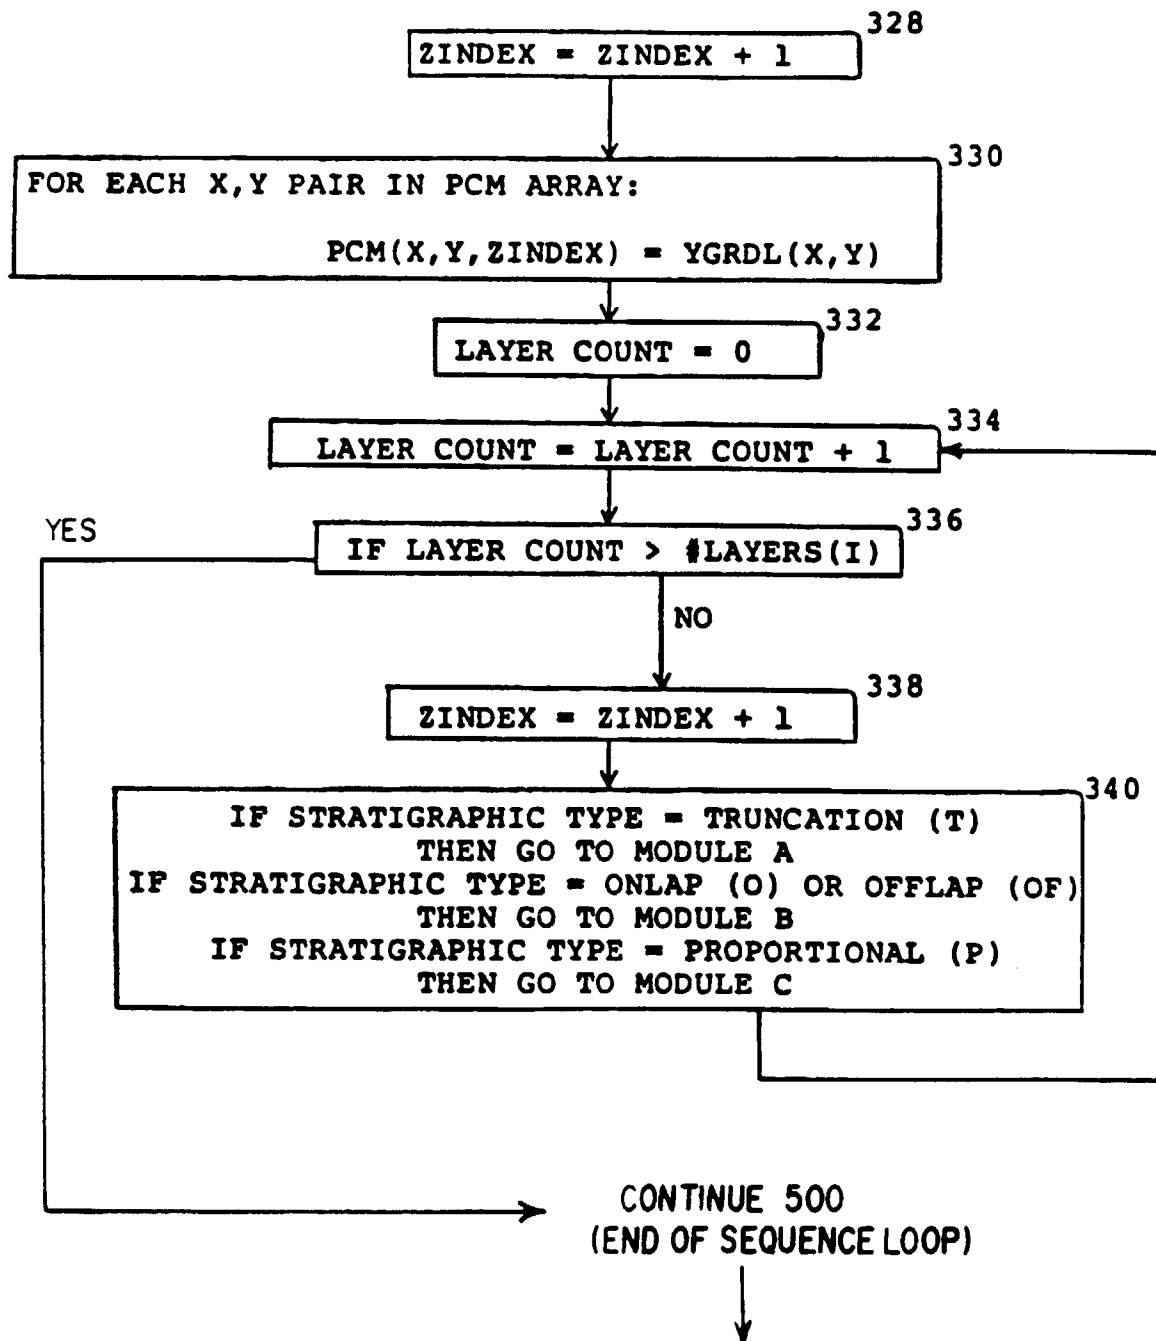 328
ZINDEX = ZINDEX + 1
330
FOR EACH X,Y PAIR IN PCM ARRAY:
PCM(X,Y,ZINDEX) = YGRDL(X,Y)
332
LAYER COUNT = 0
334
LAYER COUNT = LAYER COUNT + 1
336
YES
IF LAYER COUNT > #LAYERS(I)
NO
338
ZINDEX = ZINDEX + 1
340
IF STRATIGRAPHIC TYPE = TRUNCATION (T)
THEN GO TO MODULE A
IF STRATIGRAPHIC TYPE = ONLAP (O) OR OFFLAP (OF)
THEN GO TO MODULE B
IF STRATIGRAPHIC TYPE = PROPORTIONAL (P)
THEN GO TO MODULE C
CONTINUE 500
(END OF SEQUENCE LOOP)